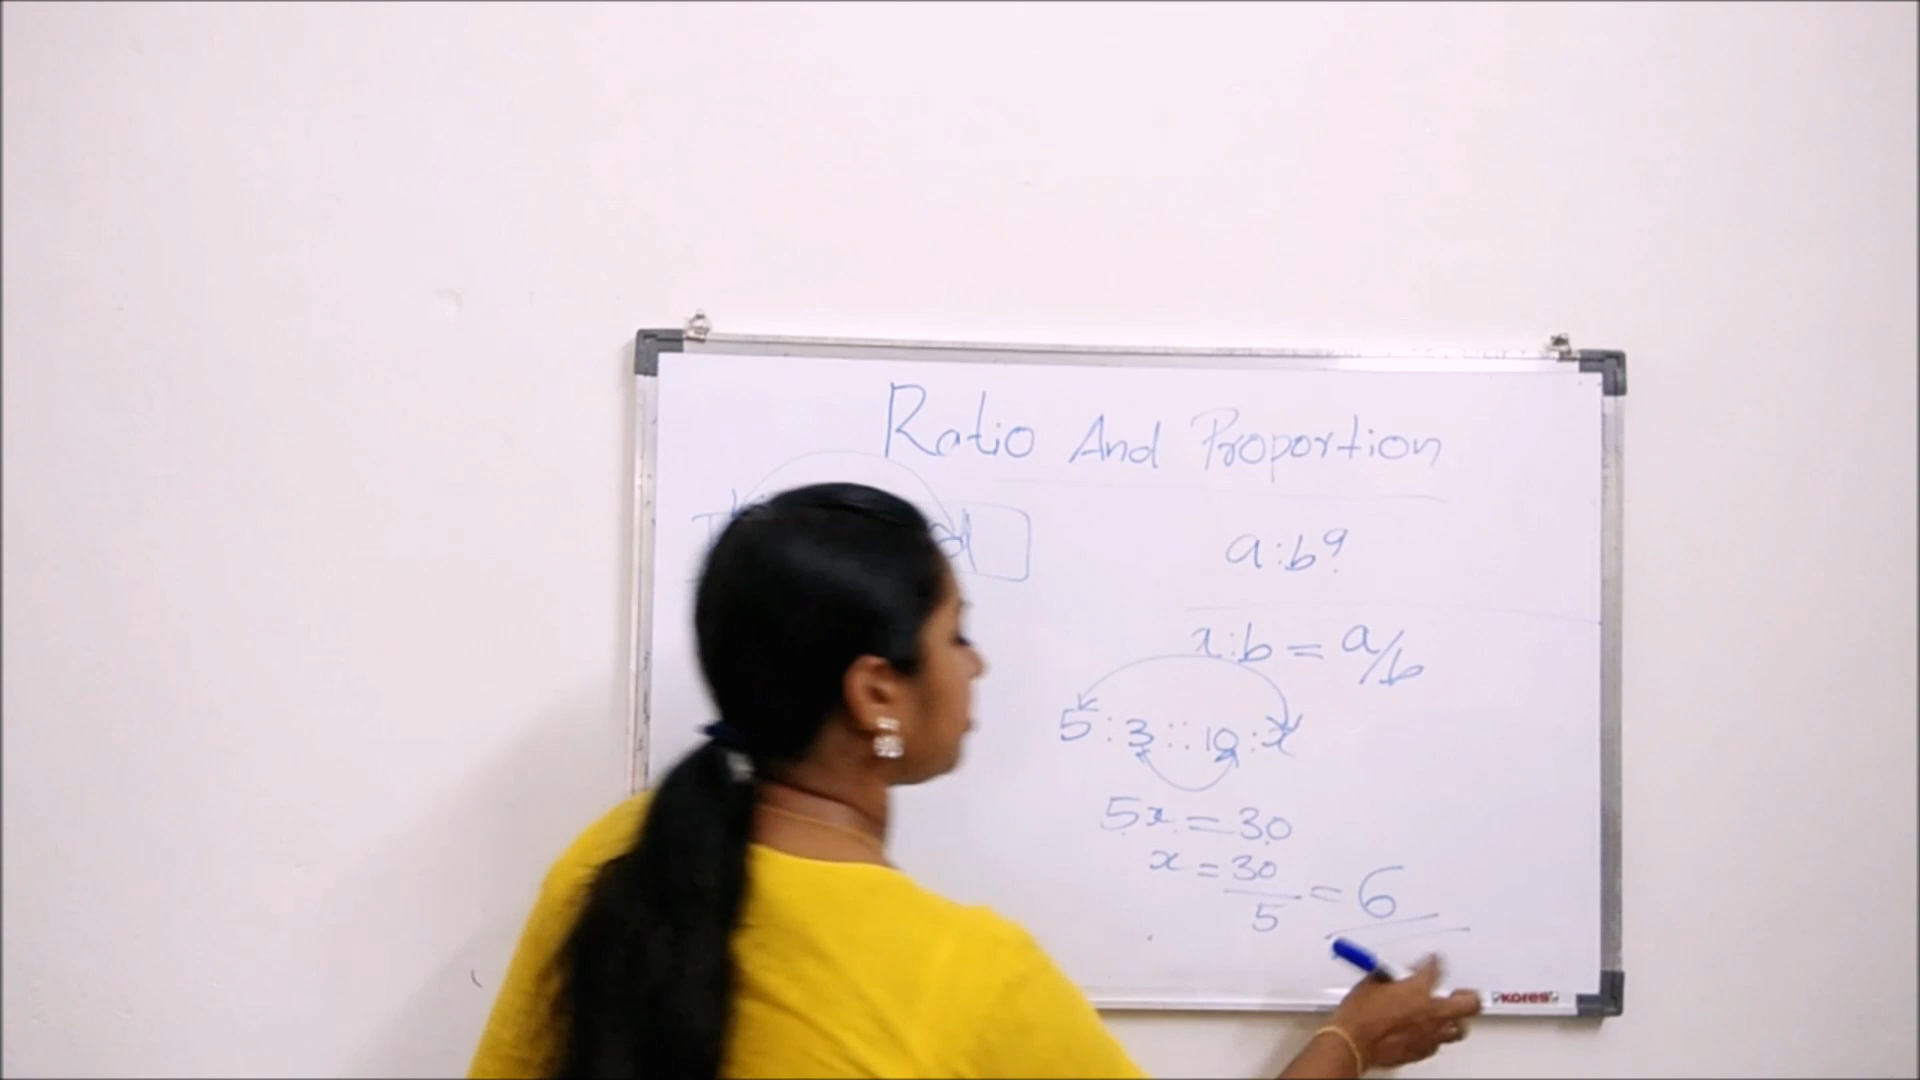 Ratio And Proportion
d
a:b?
x:b = a/b
5:3::10:x
5x = 30
x = 30/5 = 6
Kores